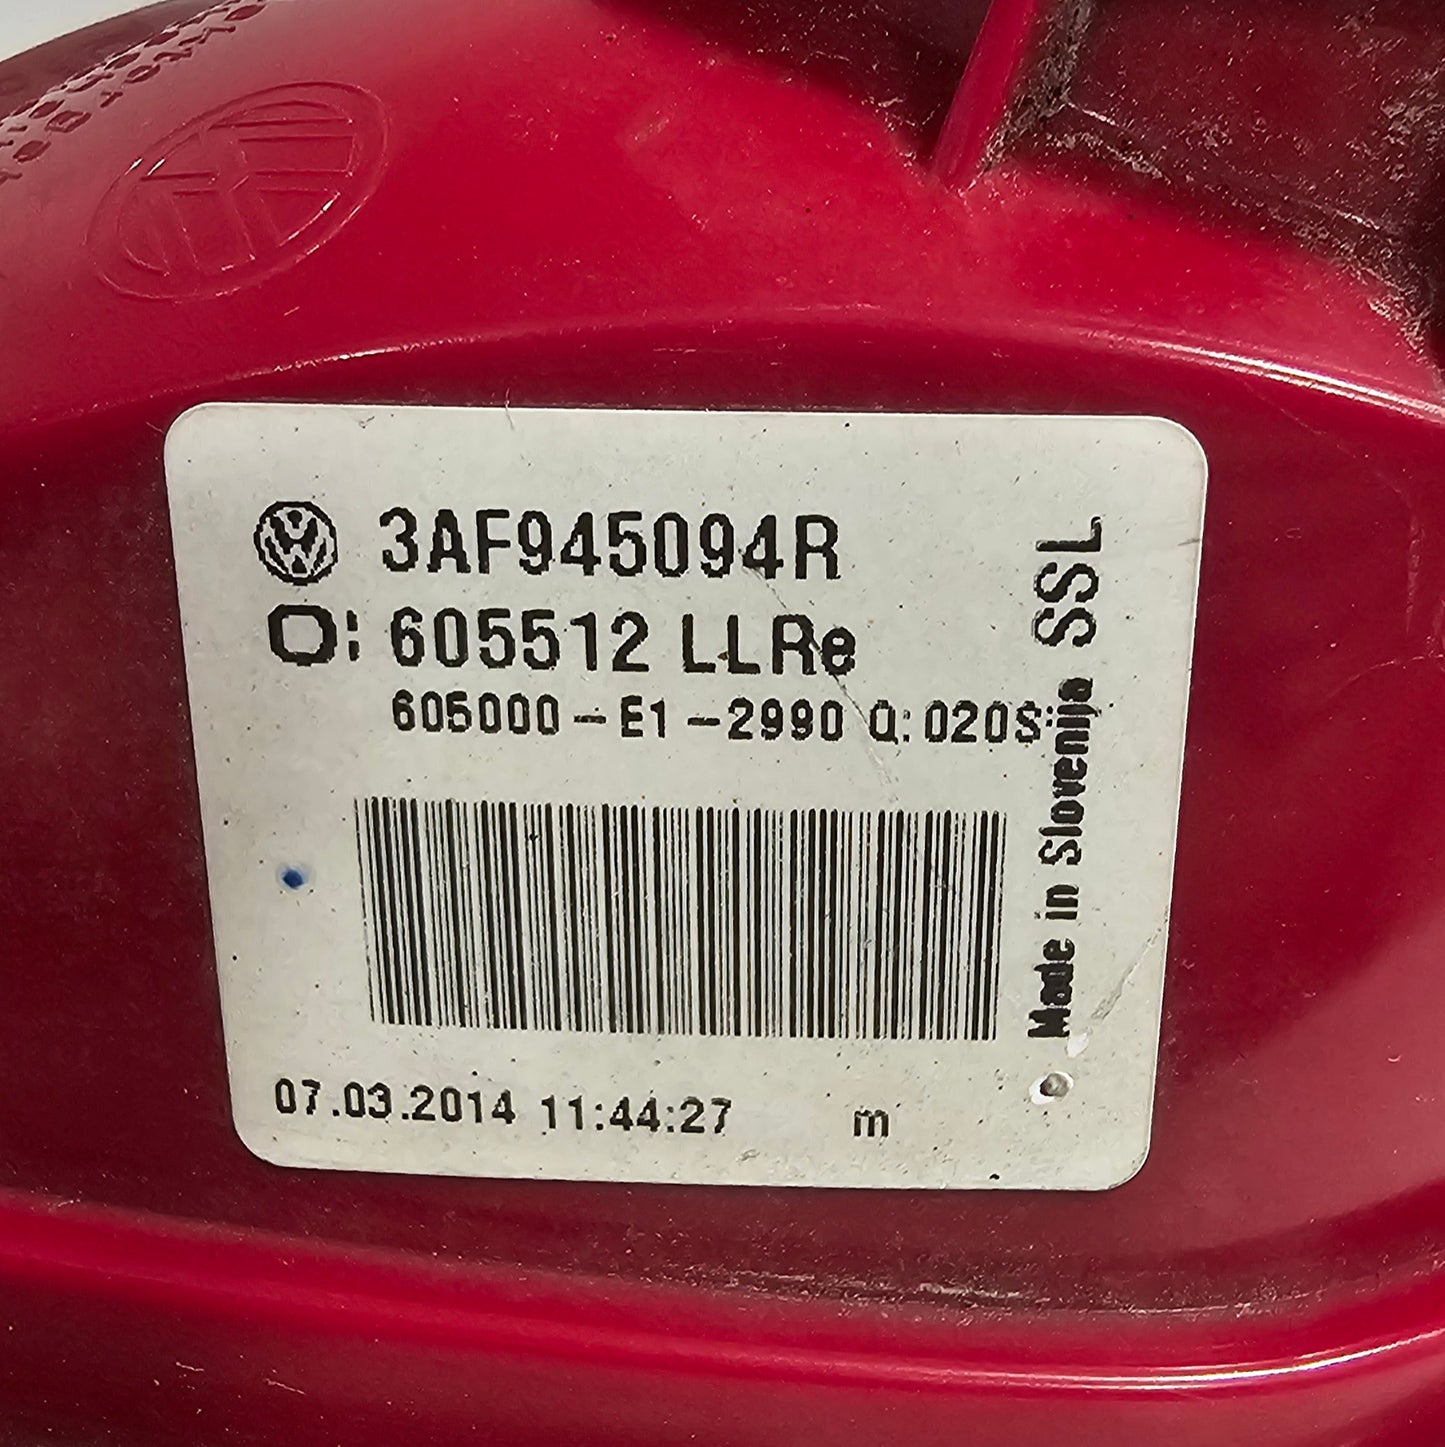 3AF945094R
O: 605512 LLRe
605000-E1-2990 Q:020S
Made in Slovenija SSL
07.03.2014 11:44:27 m